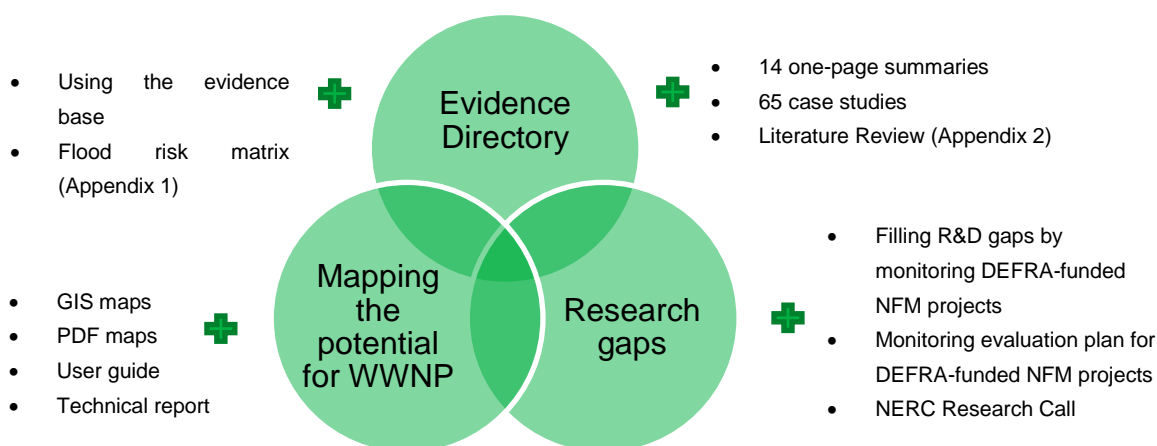 • Using the evidence
base
• Flood risk matrix
(Appendix 1)
Evidence
Directory
• 14 one-page summaries
• 65 case studies
• Literature Review (Appendix 2)
• GIS maps
• PDF maps
• User guide
• Technical report
Mapping
the
potential
for WWNP
Research
gaps
• Filling R&D gaps by
monitoring DEFRA-funded
NFM projects
• Monitoring evaluation plan for
DEFRA-funded NFM projects
• NERC Research Call